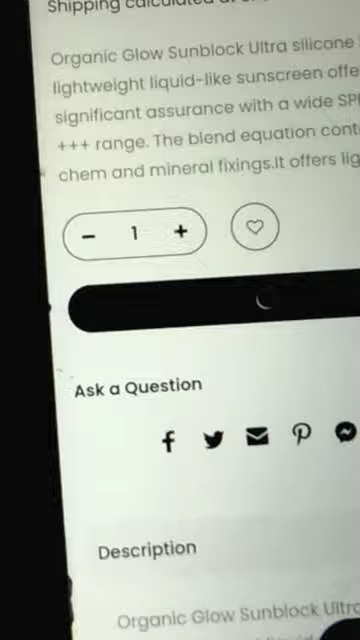 Shipping calculated
Organic Glow Sunblock Ultra silicone
lightweight liquid-like sunscreen offe
significant assurance with a wide SP
+++ range. The blend equation cont
chem and mineral fixings.It offers lig
− 1 +
Ask a Question
Description
Organic Glow Sunblock Ultra